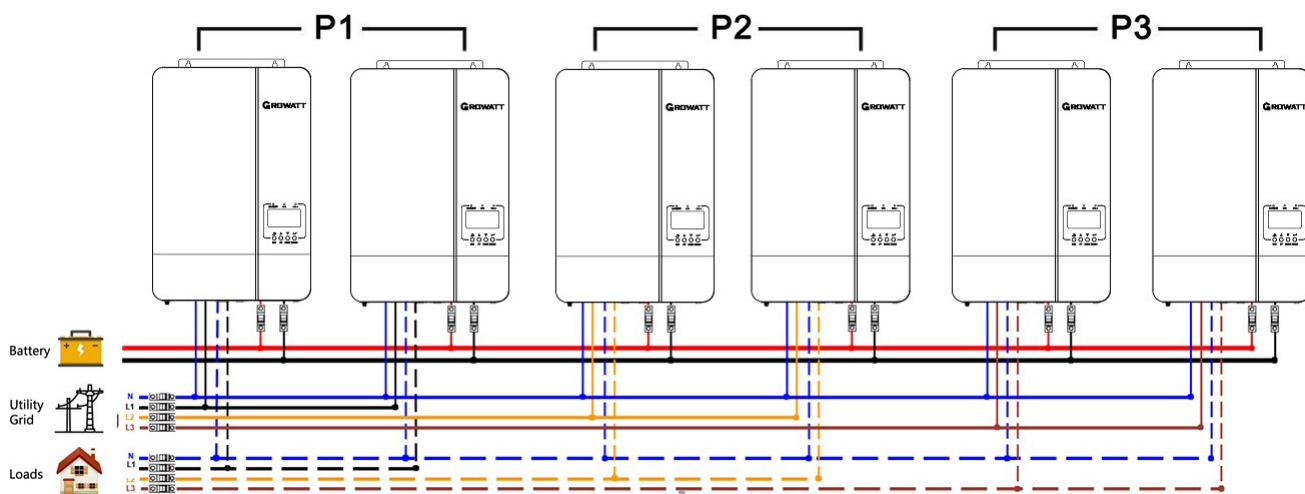 P1 P2 P3
GROWATT GROWATT GROWATT GROWATT GROWATT GROWATT
Battery
+ −
Utility
Grid
N
L1
L2
L3
Loads
N
L1
L2
L3